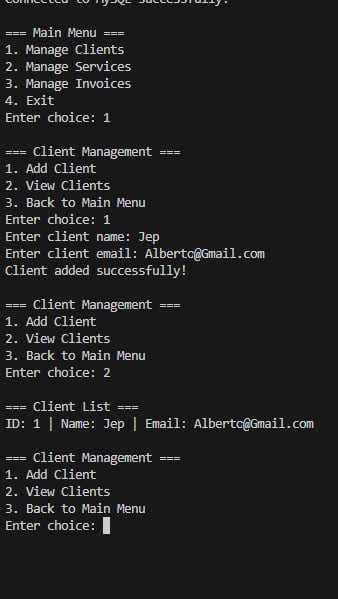 Connected to MySQL successfully.
=== Main Menu ===
1. Manage Clients
2. Manage Services
3. Manage Invoices
4. Exit
Enter choice: 1
=== Client Management ===
1. Add Client
2. View Clients
3. Back to Main Menu
Enter choice: 1
Enter client name: Jep
Enter client email: Alberto@Gmail.com
Client added successfully!
=== Client Management ===
1. Add Client
2. View Clients
3. Back to Main Menu
Enter choice: 2
=== Client List ===
ID: 1 | Name: Jep | Email: Alberto@Gmail.com
=== Client Management ===
1. Add Client
2. View Clients
3. Back to Main Menu
Enter choice: